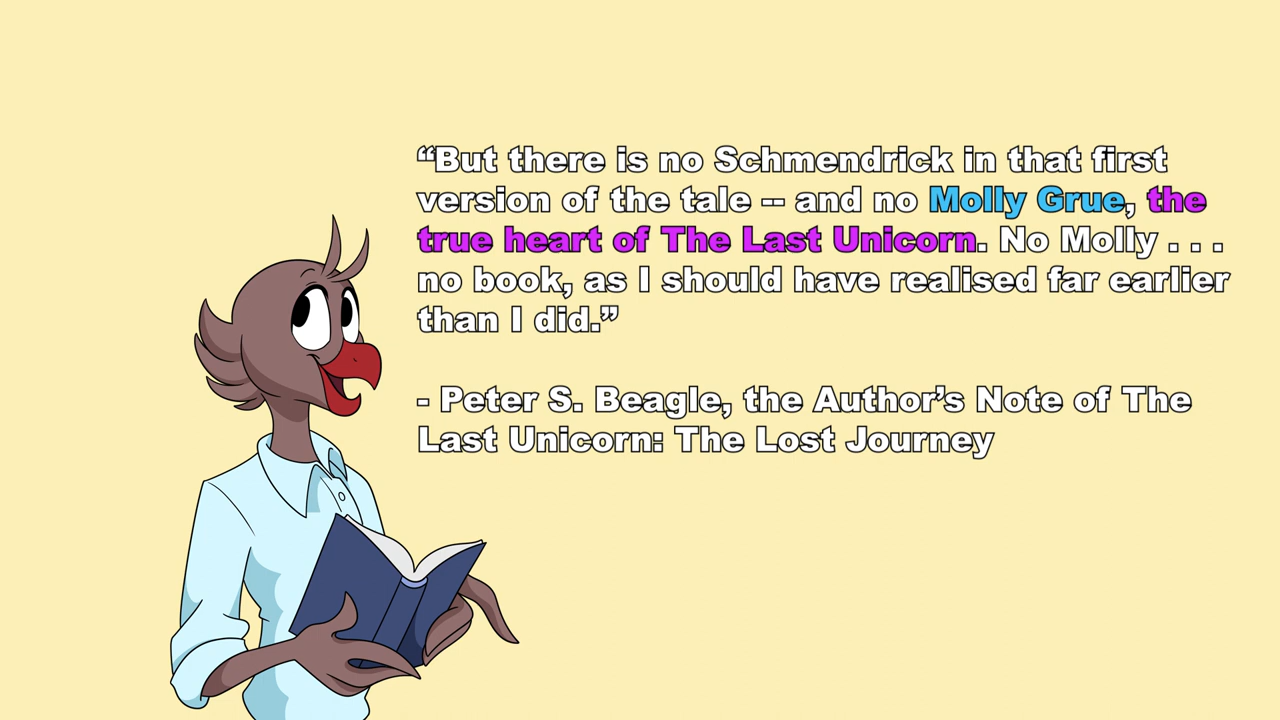 “But there is no Schmendrick in that first
version of the tale -- and no Molly Grue, the
true heart of The Last Unicorn. No Molly . . .
no book, as I should have realised far earlier
than I did.”
- Peter S. Beagle, the Author’s Note of The
Last Unicorn: The Lost Journey